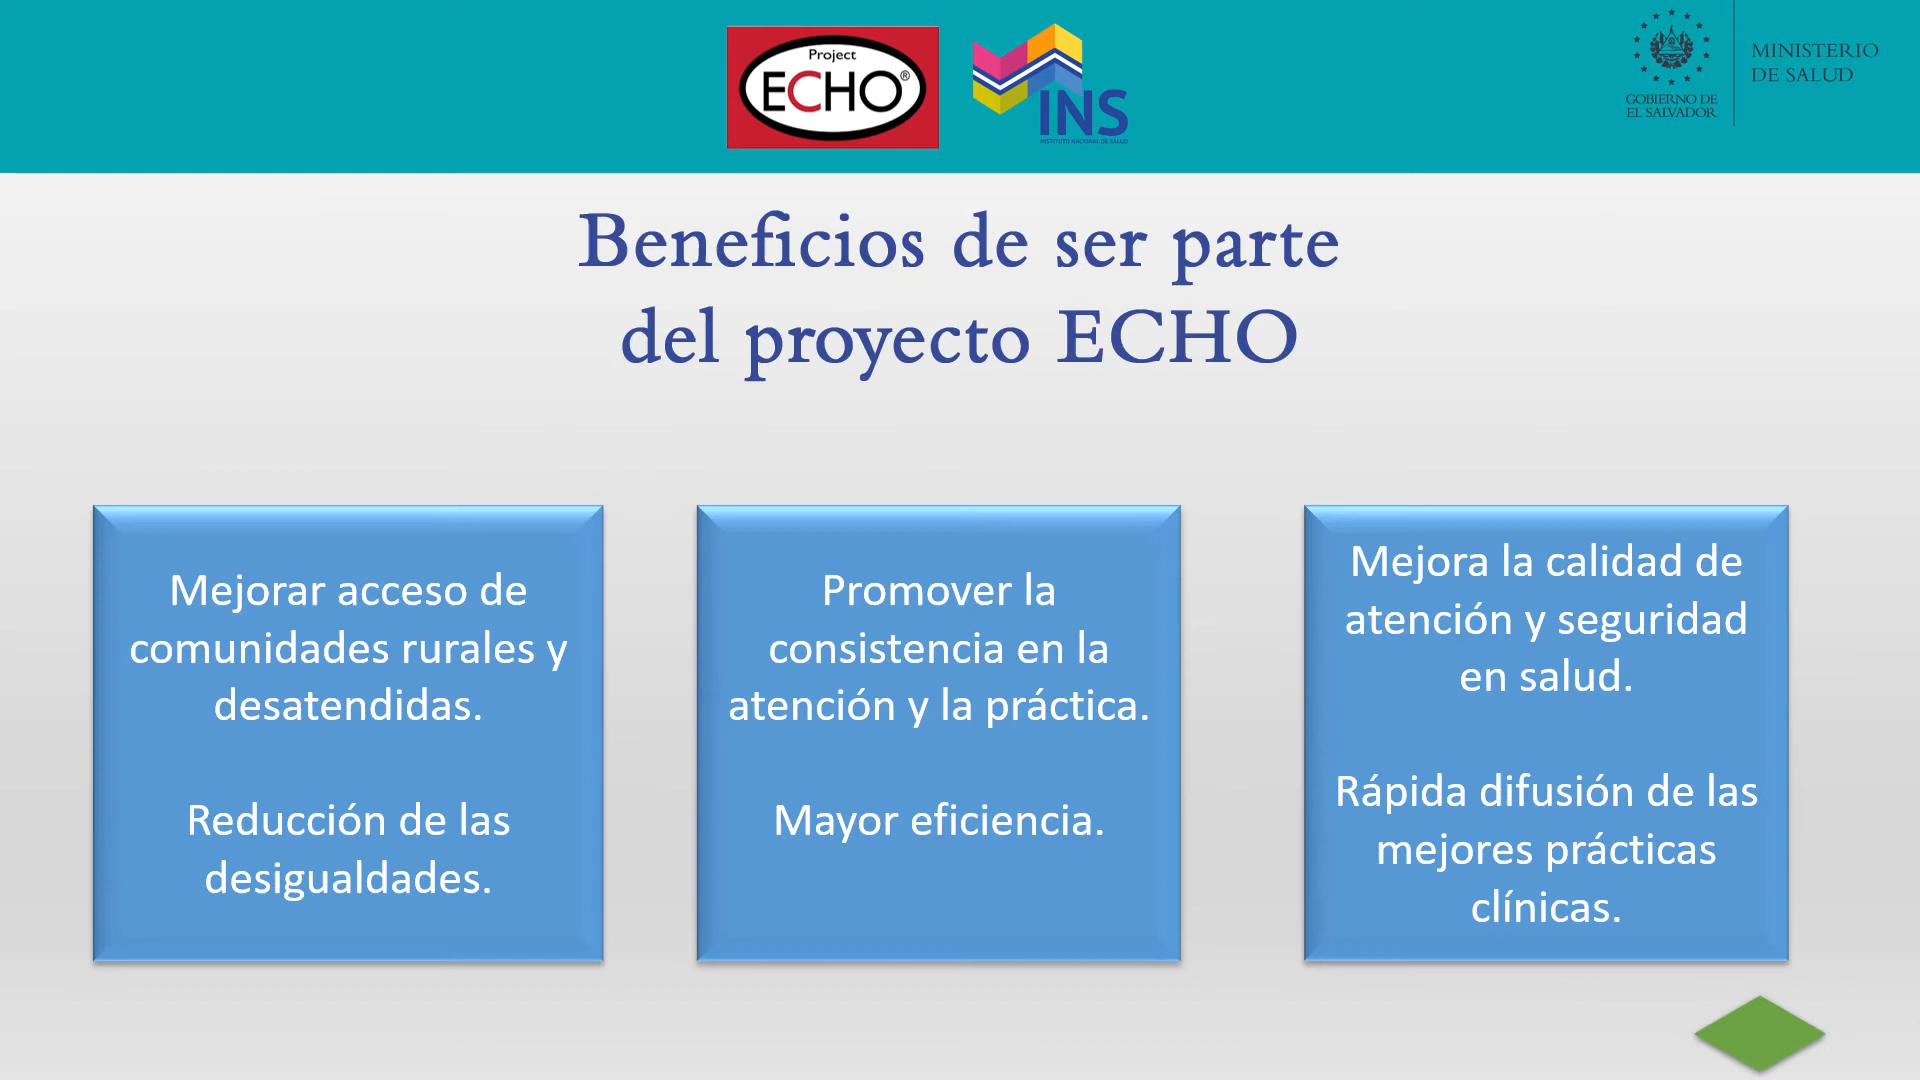 Project
ECHO®
INS
INSTITUTO NACIONAL DE SALUD
GOBIERNO DE
EL SALVADOR
MINISTERIO
DE SALUD
Beneficios de ser parte
del proyecto ECHO
Mejorar acceso de
comunidades rurales y
desatendidas.
Reducción de las
desigualdades.
Promover la
consistencia en la
atención y la práctica.
Mayor eficiencia.
Mejora la calidad de
atención y seguridad
en salud.
Rápida difusión de las
mejores prácticas
clínicas.